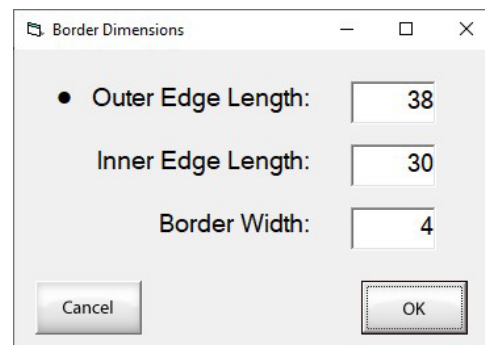 Border Dimensions
● Outer Edge Length: 38
Inner Edge Length: 30
Border Width: 4
Cancel OK